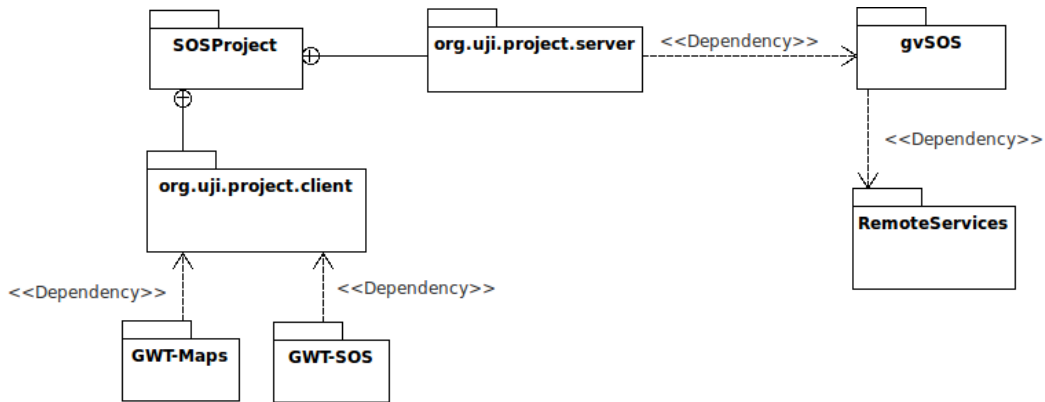 SOSProject
org.uji.project.server
<<Dependency>>
gvSOS
<<Dependency>>
org.uji.project.client
RemoteServices
<<Dependency>>
<<Dependency>>
GWT-Maps
GWT-SOS